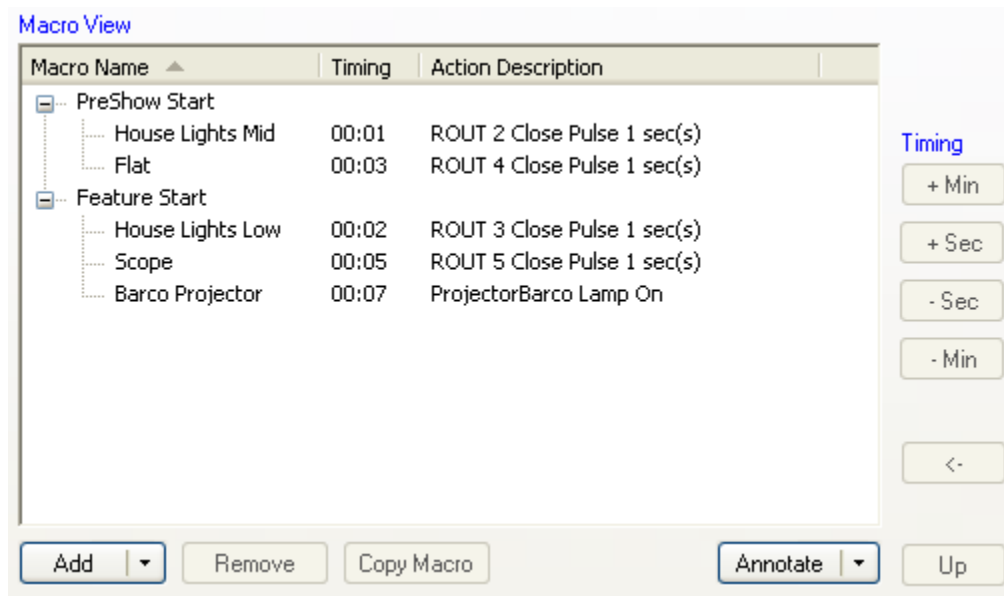 Macro View
Macro Name Timing Action Description
PreShow Start
House Lights Mid 00:01 ROUT 2 Close Pulse 1 sec(s)
Flat 00:03 ROUT 4 Close Pulse 1 sec(s)
Feature Start
House Lights Low 00:02 ROUT 3 Close Pulse 1 sec(s)
Scope 00:05 ROUT 5 Close Pulse 1 sec(s)
Barco Projector 00:07 ProjectorBarco Lamp On
Timing
+ Min
+ Sec
- Sec
- Min
<-
Add Remove Copy Macro Annotate Up